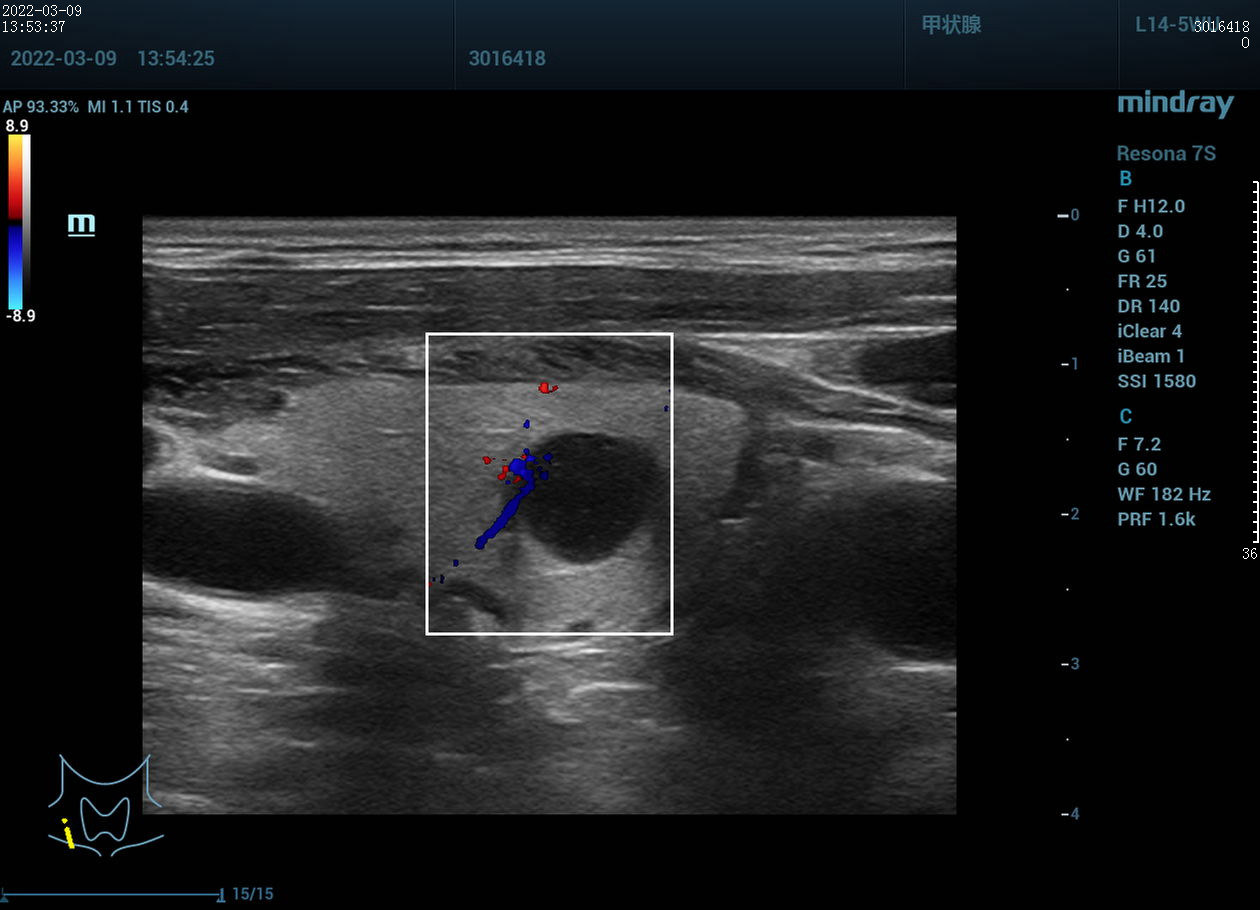 2022-03-09
13:53:37
2022-03-09 13:54:25
3016418
甲状腺
L14-5W
3016418
0
AP 93.33% MI 1.1 TIS 0.4
8.9
-8.9
m
mindray
Resona 7S
B
F H12.0
D 4.0
G 61
FR 25
DR 140
iClear 4
iBeam 1
SSI 1580
C
F 7.2
G 60
WF 182 Hz
PRF 1.6k
0
1
2
3
4
36
15/15